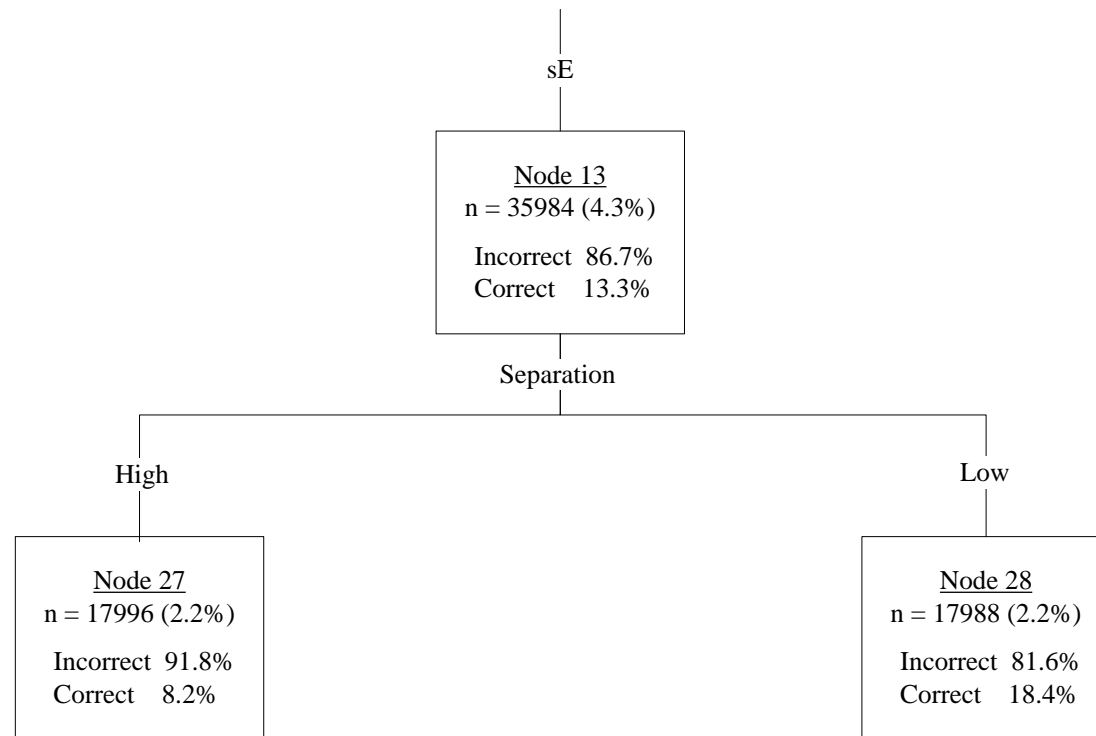 sE
Node 13
n = 35984 (4.3%)
Incorrect 86.7%
Correct 13.3%
Separation
High
Low
Node 27
n = 17996 (2.2%)
Incorrect 91.8%
Correct 8.2%
Node 28
n = 17988 (2.2%)
Incorrect 81.6%
Correct 18.4%